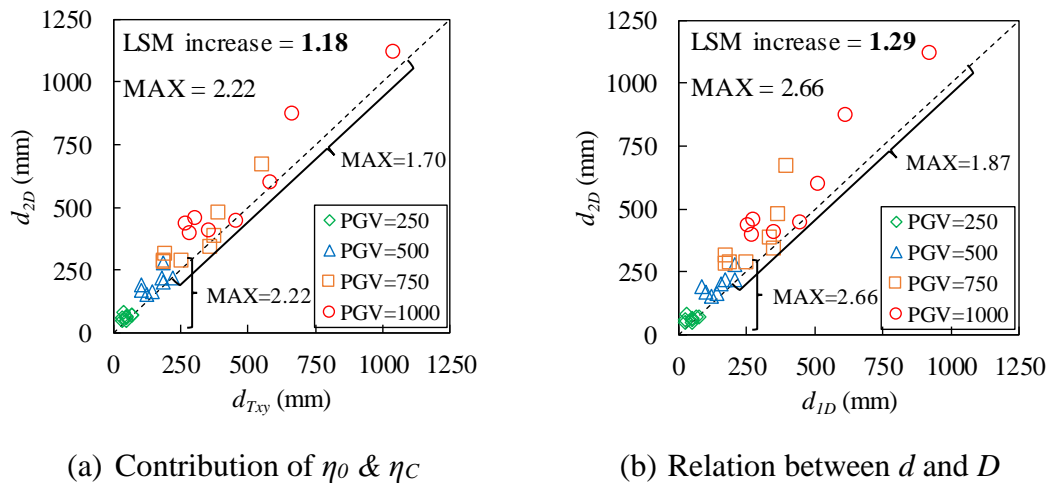 1250
1000
750
500
250
0
d2D (mm)
LSM increase = 1.18
MAX = 2.22
MAX=1.70
MAX=2.22
PGV=250
PGV=500
PGV=750
PGV=1000
0 250 500 750 1000 1250
dTxy (mm)
(a) Contribution of η0 & ηC
1250
1000
750
500
250
0
d2D (mm)
LSM increase = 1.29
MAX = 2.66
MAX=1.87
MAX=2.66
PGV=250
PGV=500
PGV=750
PGV=1000
0 250 500 750 1000 1250
d1D (mm)
(b) Relation between d and D